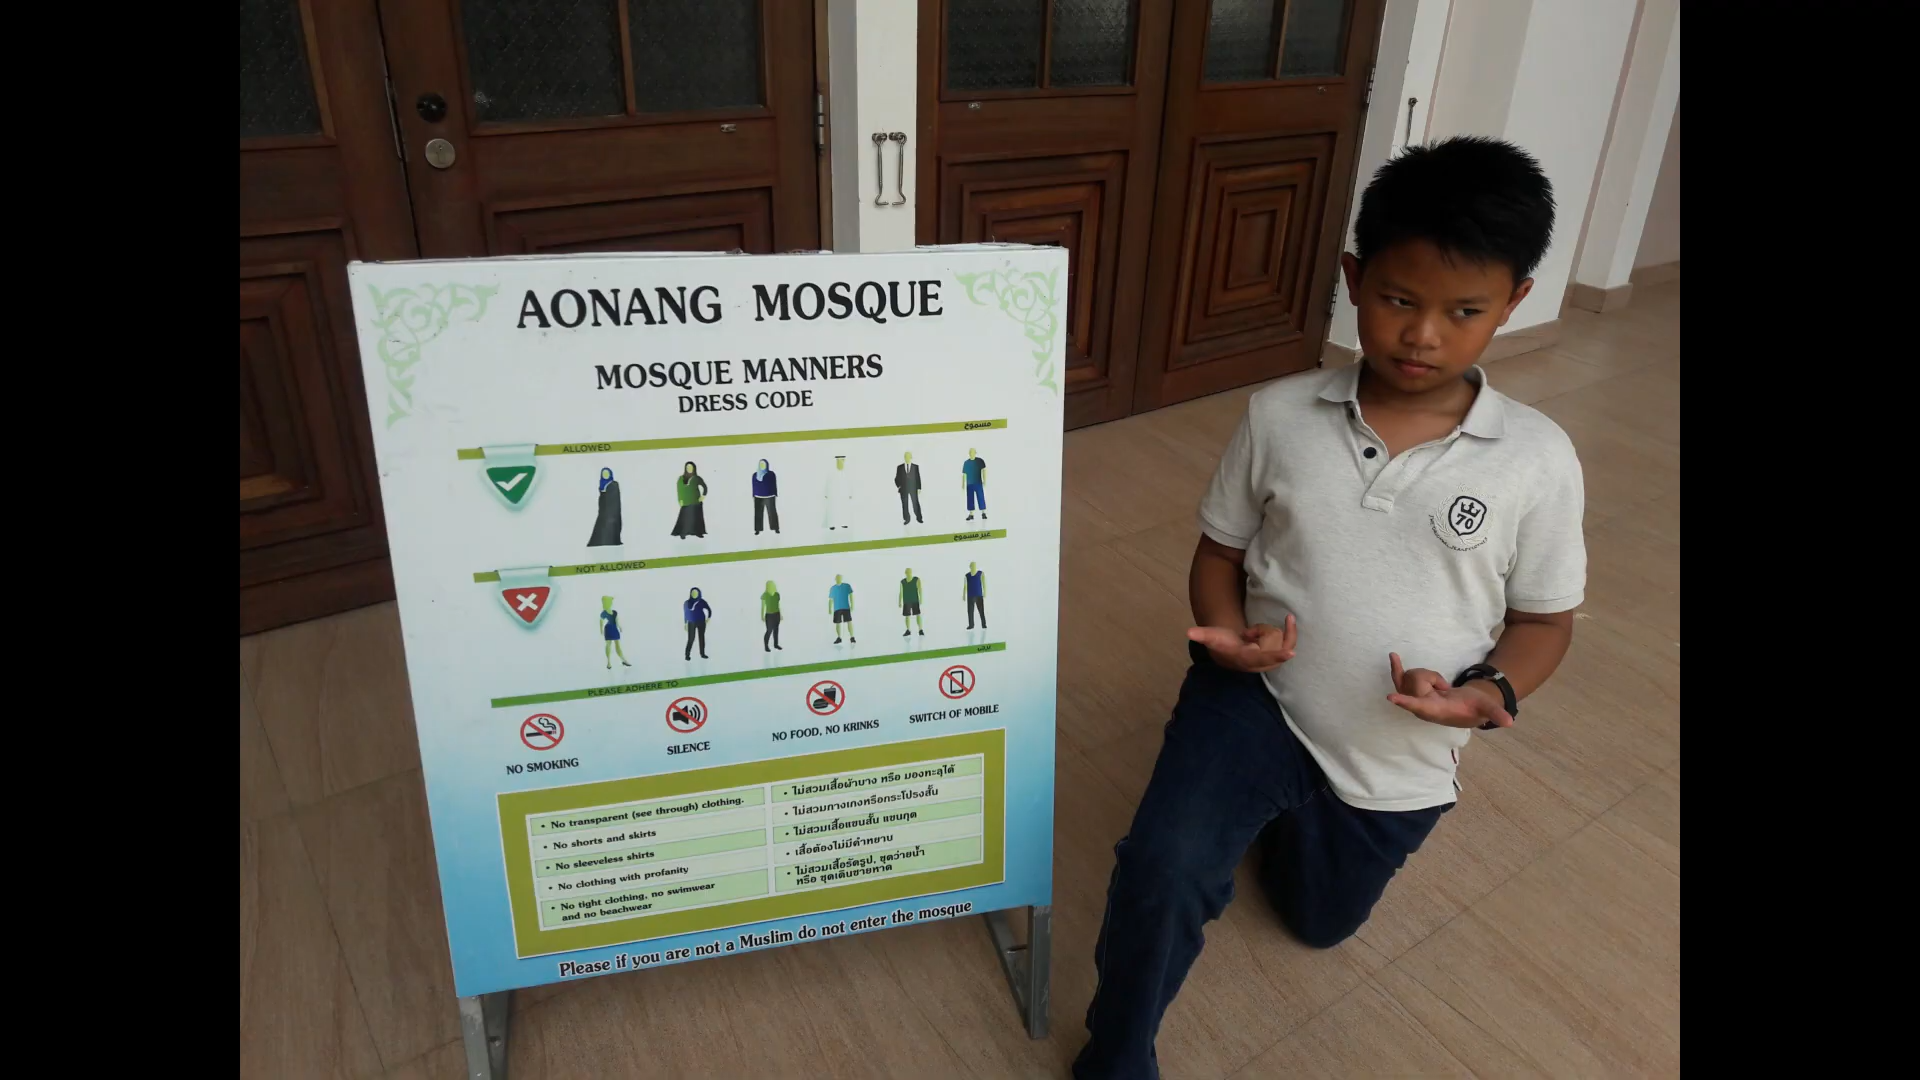 AONANG MOSQUE
MOSQUE MANNERS
DRESS CODE
ALLOWED
مسموح
NOT ALLOWED
غير مسموح
PLEASE ADHERE TO
NO SMOKING
SILENCE
NO FOOD, NO KRINKS
SWITCH OF MOBILE
• No transparent (see through) clothing.
• No shorts and skirts
• No sleeveless shirts
• No clothing with profanity
• No tight clothing, no swimwear
and no beachwear
• ไม่สวมเสื้อผ้าบาง หรือ มองทะลุได้
• ไม่สวมกางเกงหรือกระโปรงสั้น
• ไม่สวมเสื้อแขนสั้น แขนกุด
• เสื้อต้องไม่มีคำหยาบ
• ไม่สวมเสื้อรัดรูป, ชุดว่ายน้ำ
หรือ ชุดเดินชายหาด
Please if you are not a Muslim do not enter the mosque
70